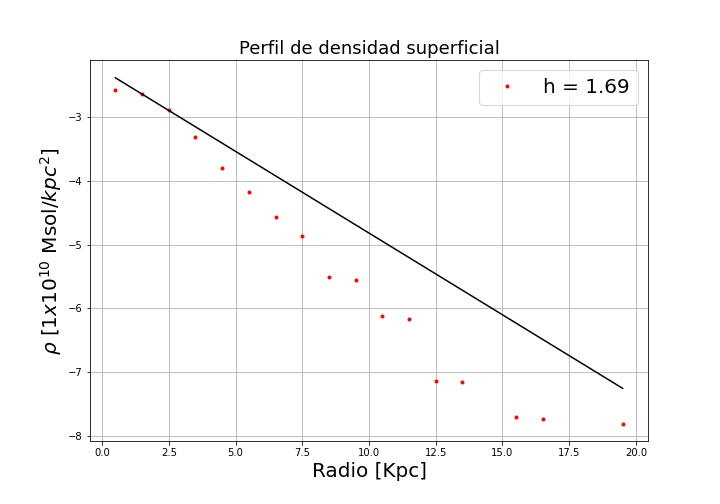 Perfil de densidad superficial
h = 1.69
ρ [1x10¹⁰ Msol/kpc²]
−3
−4
−5
−6
−7
−8
0.0 2.5 5.0 7.5 10.0 12.5 15.0 17.5 20.0
Radio [Kpc]